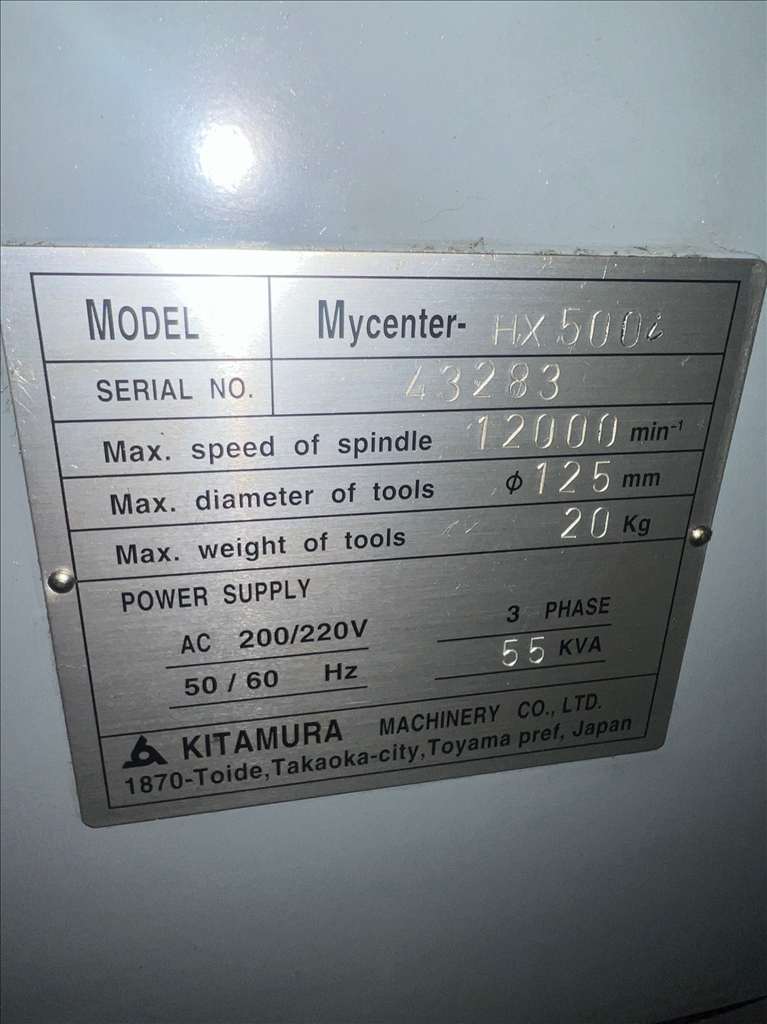 MODEL Mycenter- HX500i
SERIAL NO. 43283
Max. speed of spindle 12000 min-1
Max. diameter of tools φ 125 mm
Max. weight of tools 20 Kg
POWER SUPPLY
AC 200/220V 3 PHASE
50 / 60 Hz 55 KVA
KITAMURA MACHINERY CO., LTD.
1870-Toide, Takaoka-city, Toyama pref, Japan